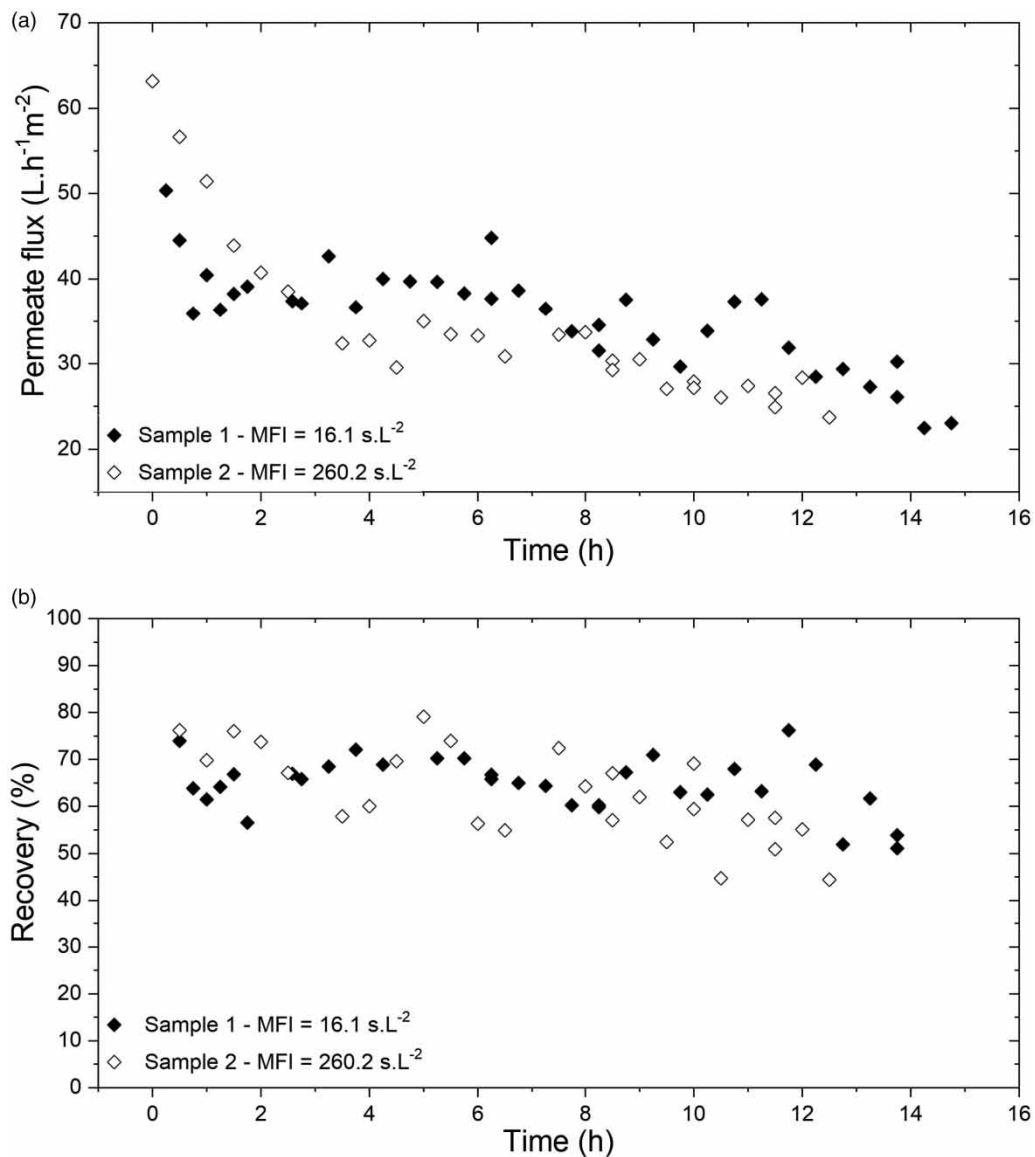 (a)
70
60
50
40
30
20
Permeate flux (L.h⁻¹m⁻²)
Sample 1 - MFI = 16.1 s.L⁻²
Sample 2 - MFI = 260.2 s.L⁻²
0 2 4 6 8 10 12 14 16
Time (h)
(b)
100
90
80
70
60
50
40
30
20
10
0
Recovery (%)
Sample 1 - MFI = 16.1 s.L⁻²
Sample 2 - MFI = 260.2 s.L⁻²
0 2 4 6 8 10 12 14 16
Time (h)